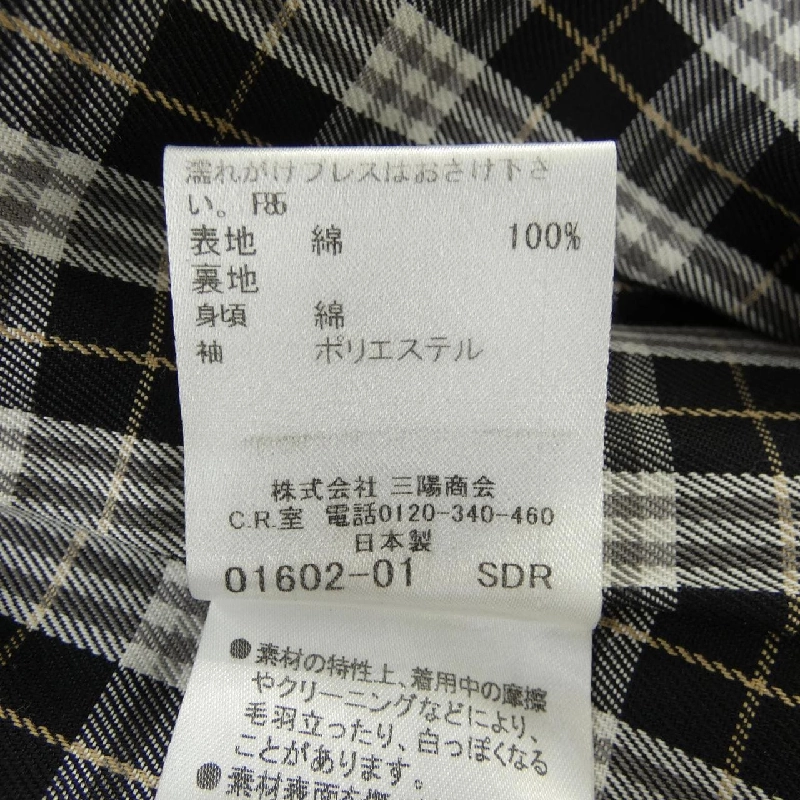 濡れがけプレスはおさけ下さ
い。 F85
表地 綿 100%
裏地
身頃 綿
袖 ポリエステル
株式会社 三陽商会
C.R.室 電話0120-340-460
日本製
01602-01 SDR
●素材の特性上、着用中の摩擦
やクリーニングなどにより、
毛羽立ったり、白っぽくなる
ことがあります。
●素材表面を